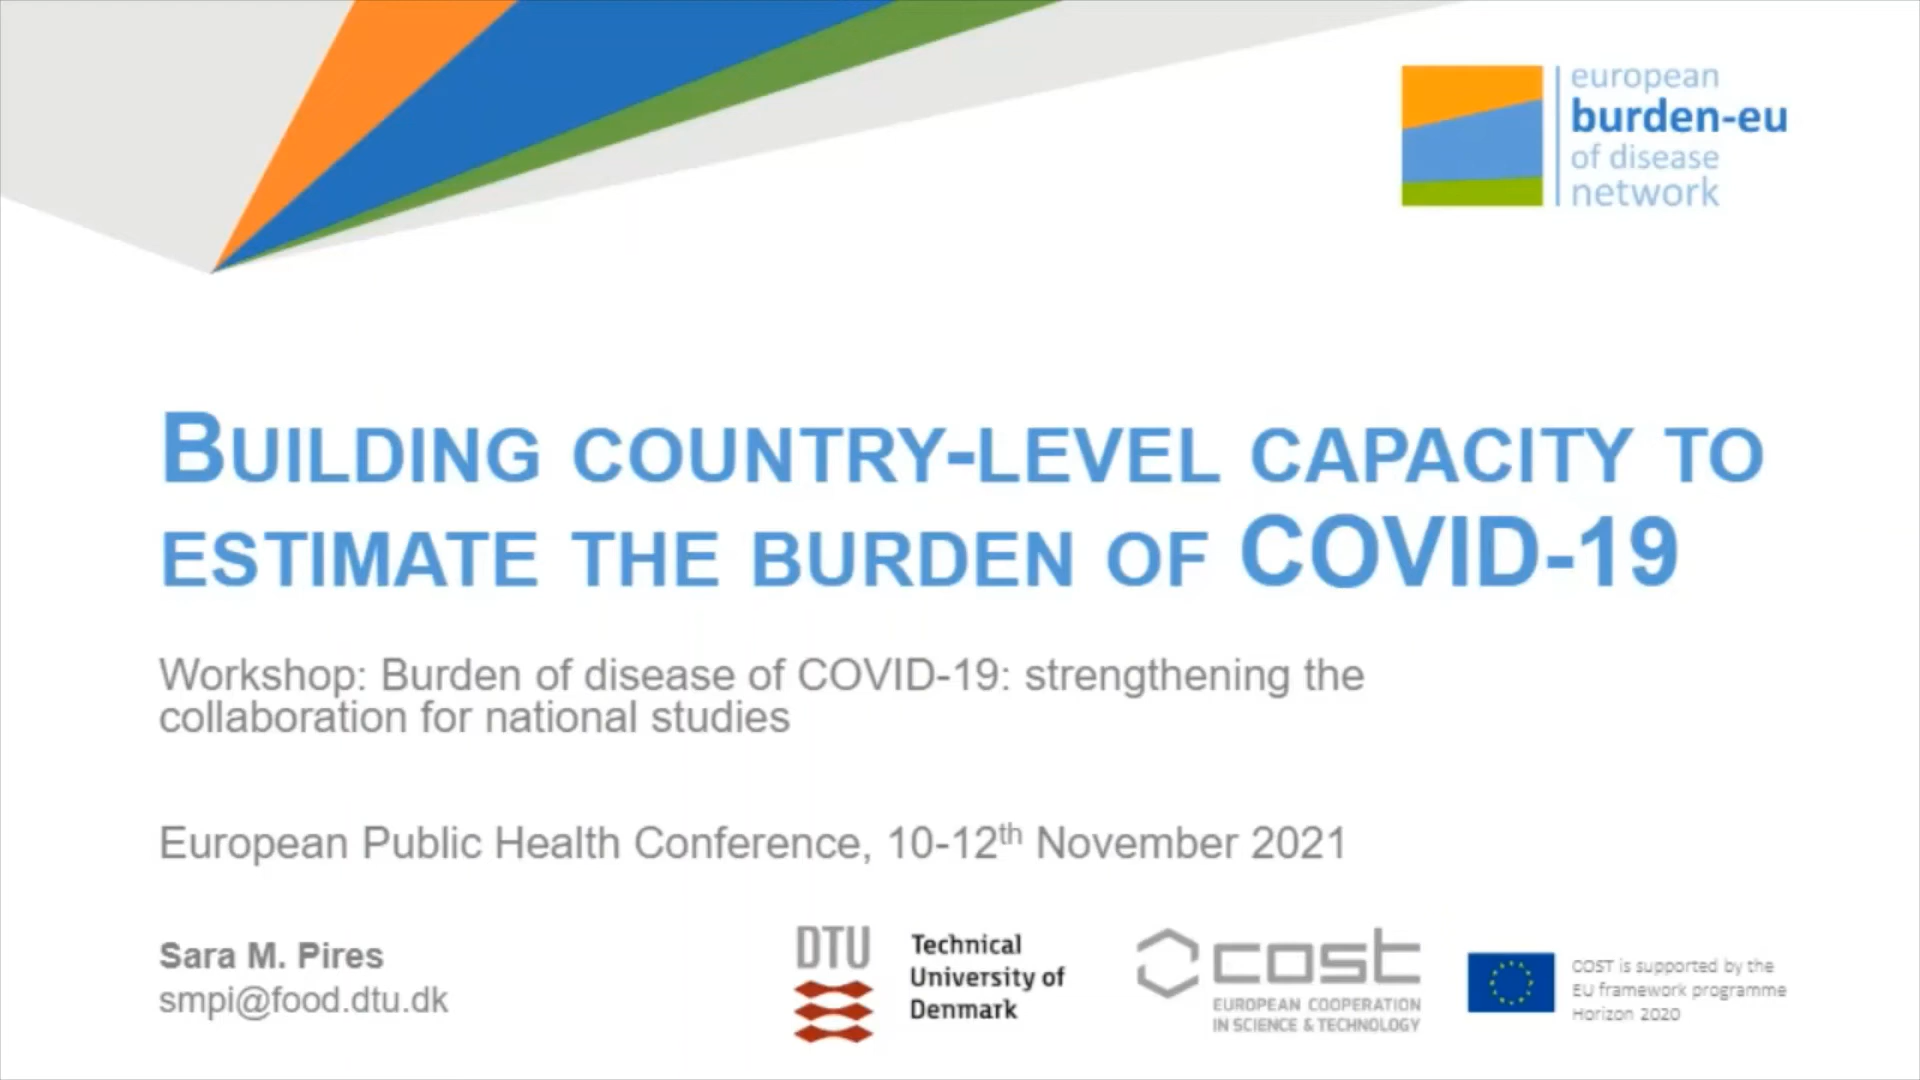 european
burden-eu
of disease
network
BUILDING COUNTRY-LEVEL CAPACITY TO
ESTIMATE THE BURDEN OF COVID-19
Workshop: Burden of disease of COVID-19: strengthening the
collaboration for national studies
European Public Health Conference, 10-12th November 2021
Sara M. Pires
smpi@food.dtu.dk
DTU
Technical
University of
Denmark
cost
EUROPEAN COOPERATION
IN SCIENCE & TECHNOLOGY
COST is supported by the
EU framework programme
Horizon 2020